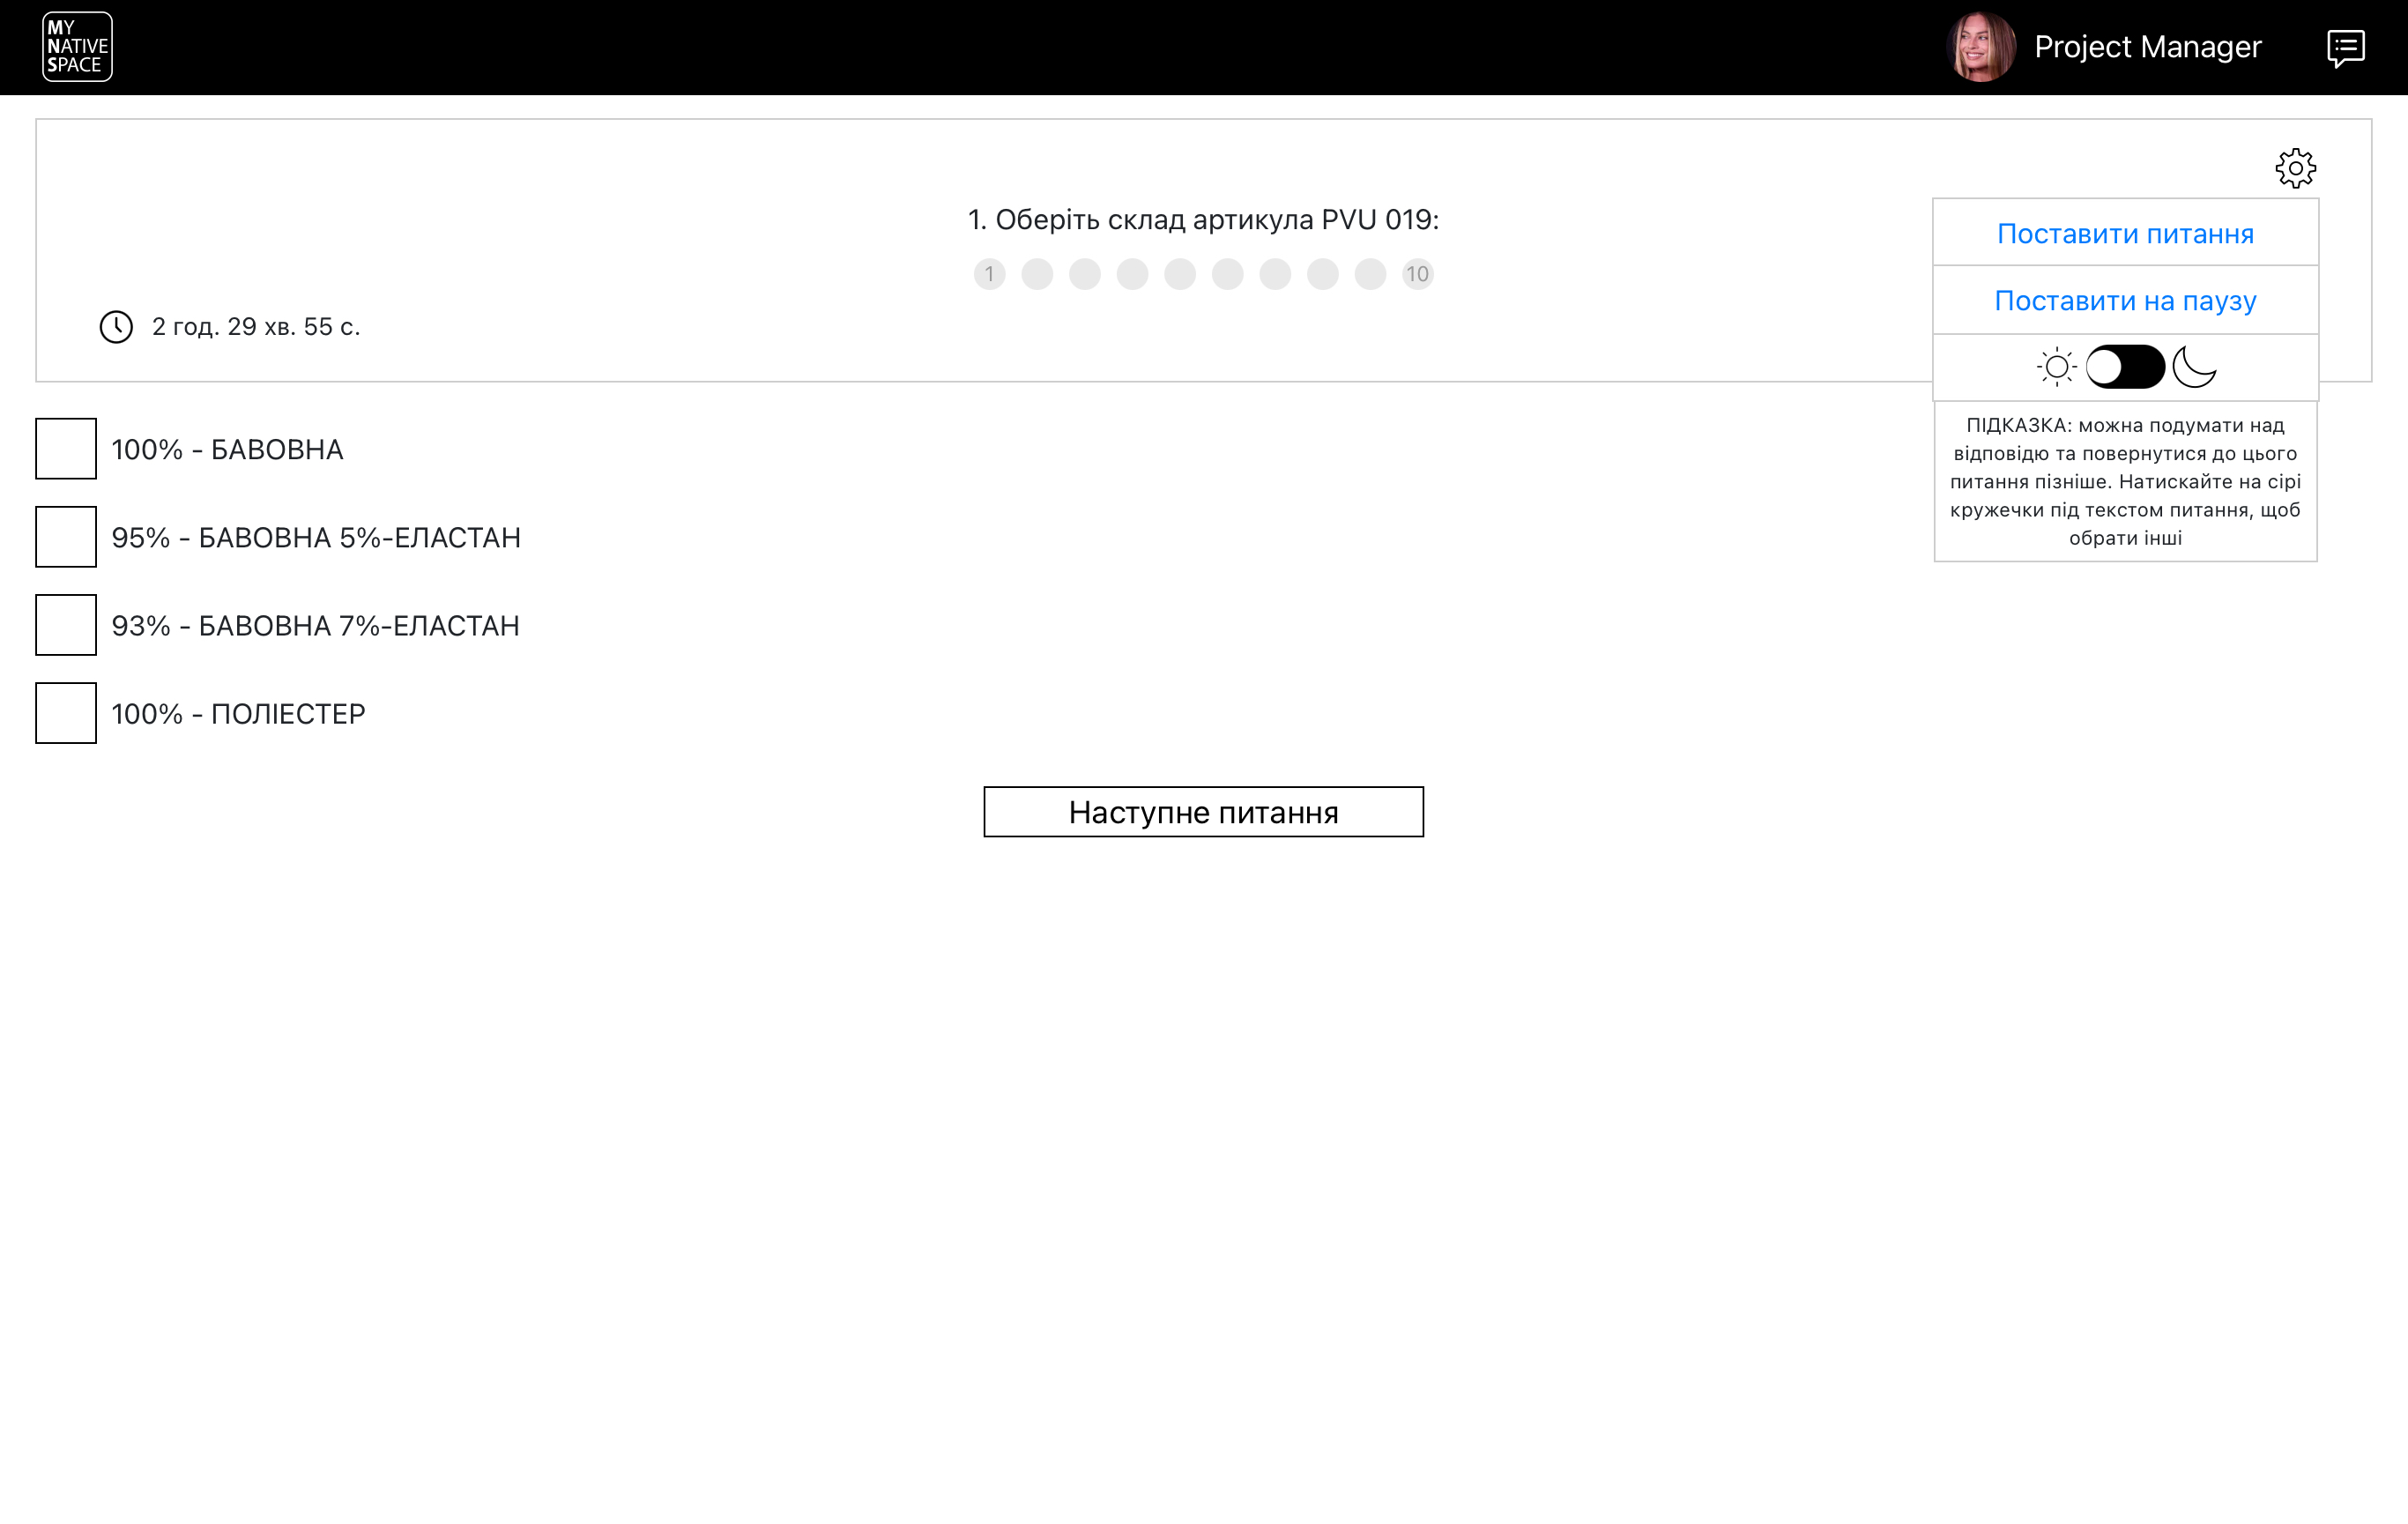 MY
NATIVE
SPACE
Project Manager
1. Оберіть склад артикула PVU 019:
1
10
2 год. 29 хв. 55 с.
Поставити питання
Поставити на паузу
ПІДКАЗКА: можна подумати над
відповідю та повернутися до цього
питання пізніше. Натискайте на сірі
кружечки під текстом питання, щоб
обрати інші
100% - БАВОВНА
95% - БАВОВНА 5%-ЕЛАСТАН
93% - БАВОВНА 7%-ЕЛАСТАН
100% - ПОЛІЕСТЕР
Наступне питання